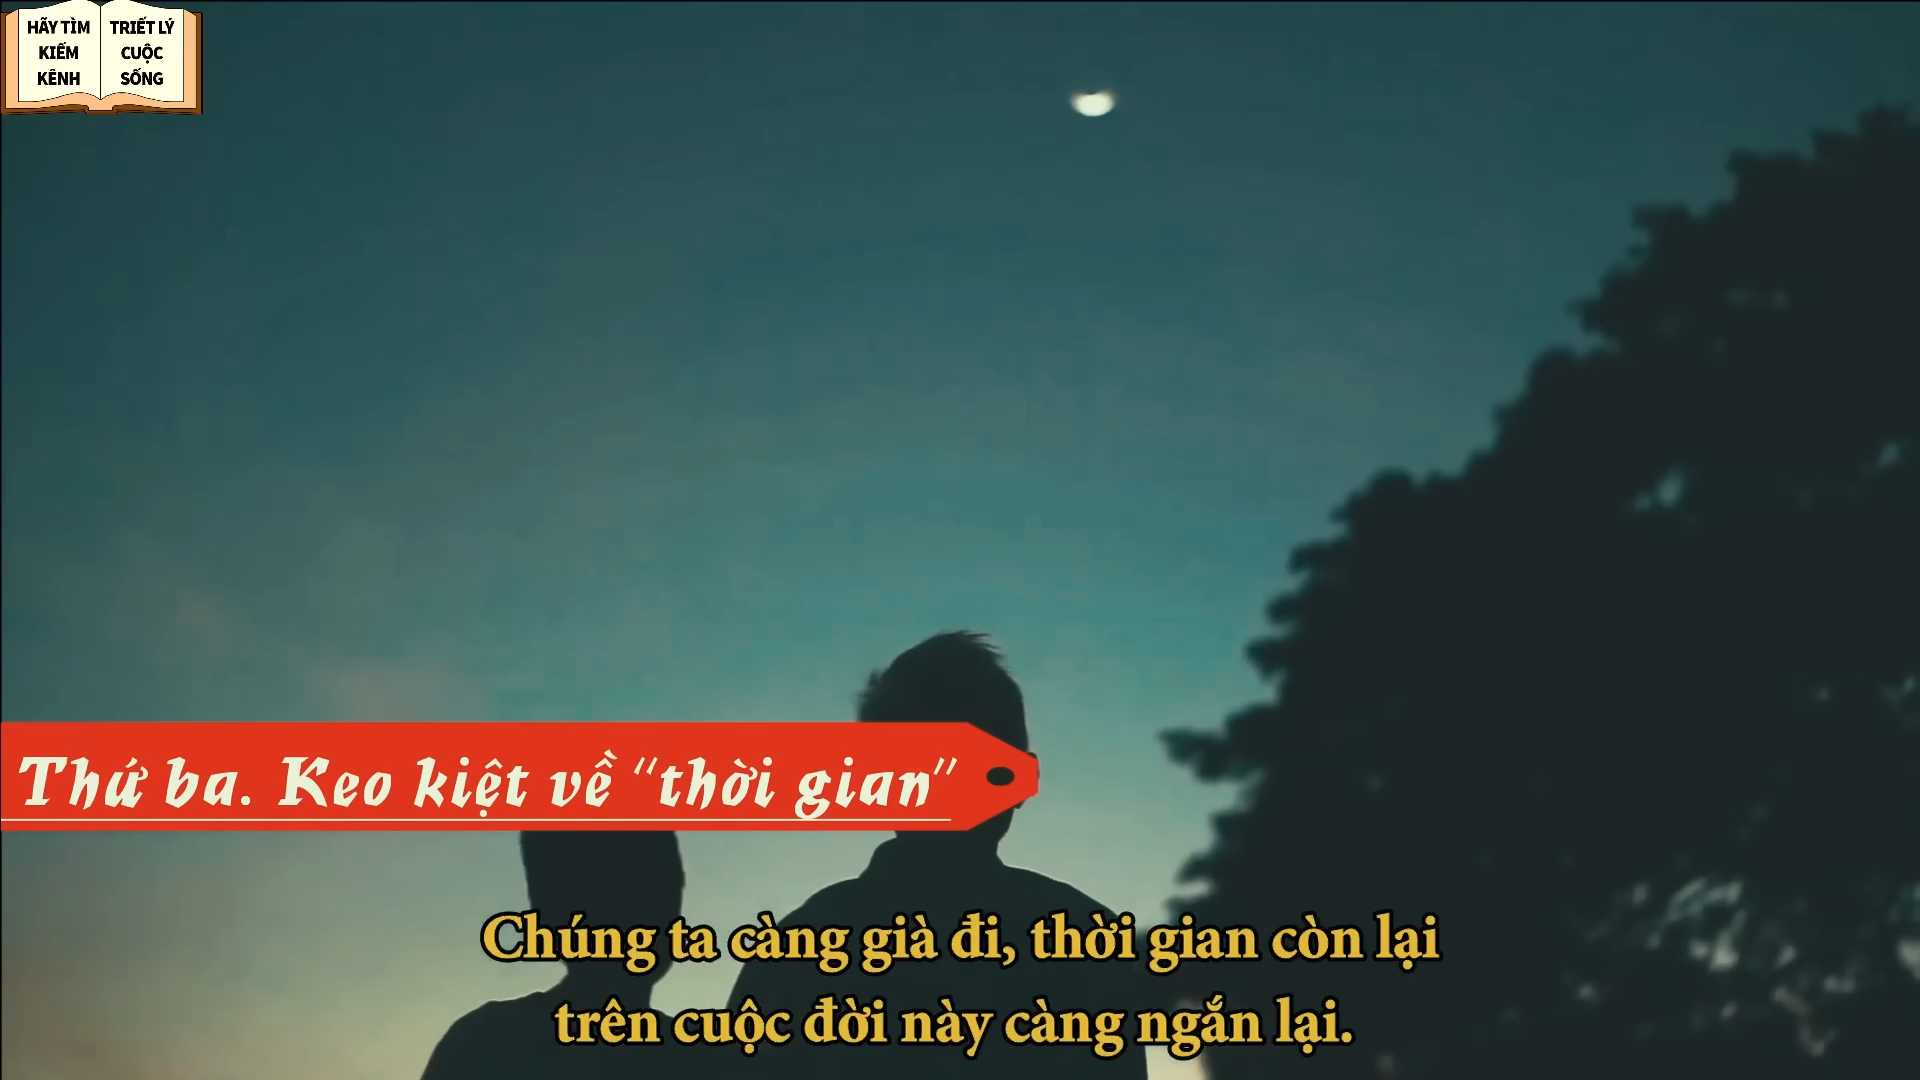 HÃY TÌM
KIẾM
KÊNH
TRIẾT LÝ
CUỘC
SỐNG
Thứ ba. Keo kiệt về “thời gian”
Chúng ta càng già đi, thời gian còn lại
trên cuộc đời này càng ngắn lại.